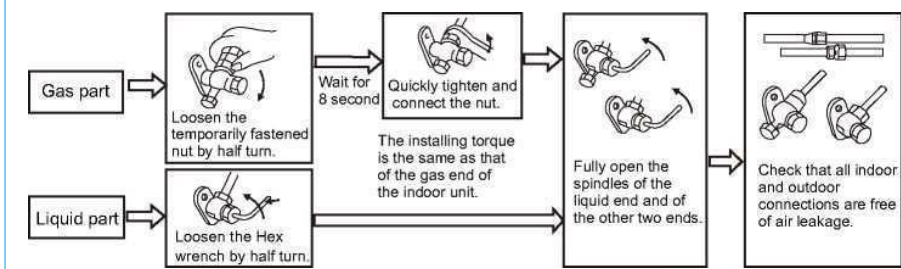 Gas part
Loosen the
temporarily fastened
nut by half turn.
Wait for
8 second
Quickly tighten and
connect the nut.
The installing torque
is the same as that
of the gas end of
the indoor unit.
Liquid part
Loosen the Hex
wrench by half turn.
Fully open the
spindles of the
liquid end and of
the other two ends.
Check that all indoor
and outdoor
connections are free
of air leakage.